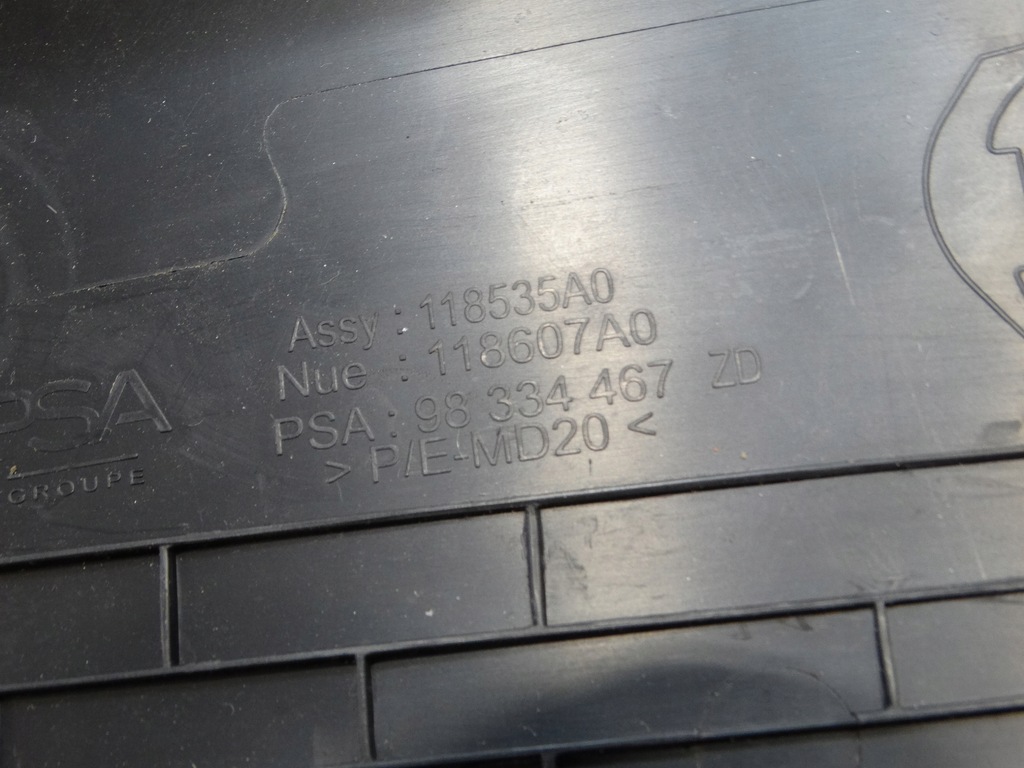 Assy : 118535A0
Nue : 118607A0
PSA : 98 334 467 ZD
> P/E-MD20 <
PSA
GROUPE